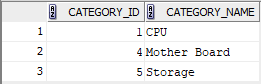 CATEGORY_ID CATEGORY_NAME
1 1 CPU
2 4 Mother Board
3 5 Storage